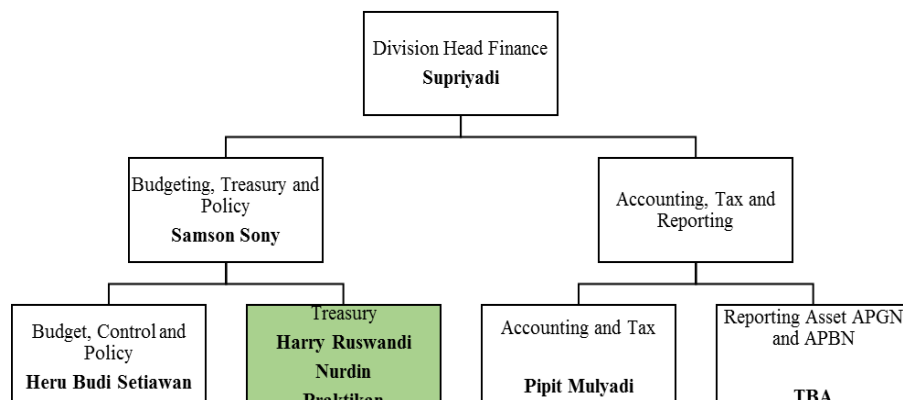 Division Head Finance
Supriyadi
Budgeting, Treasury and
Policy
Samson Sony
Accounting, Tax and
Reporting
Budget, Control and
Policy
Heru Budi Setiawan
Treasury
Harry Ruswandi
Nurdin
Praktikan
Accounting and Tax
Pipit Mulyadi
Reporting Asset APGN
and APBN
TBA